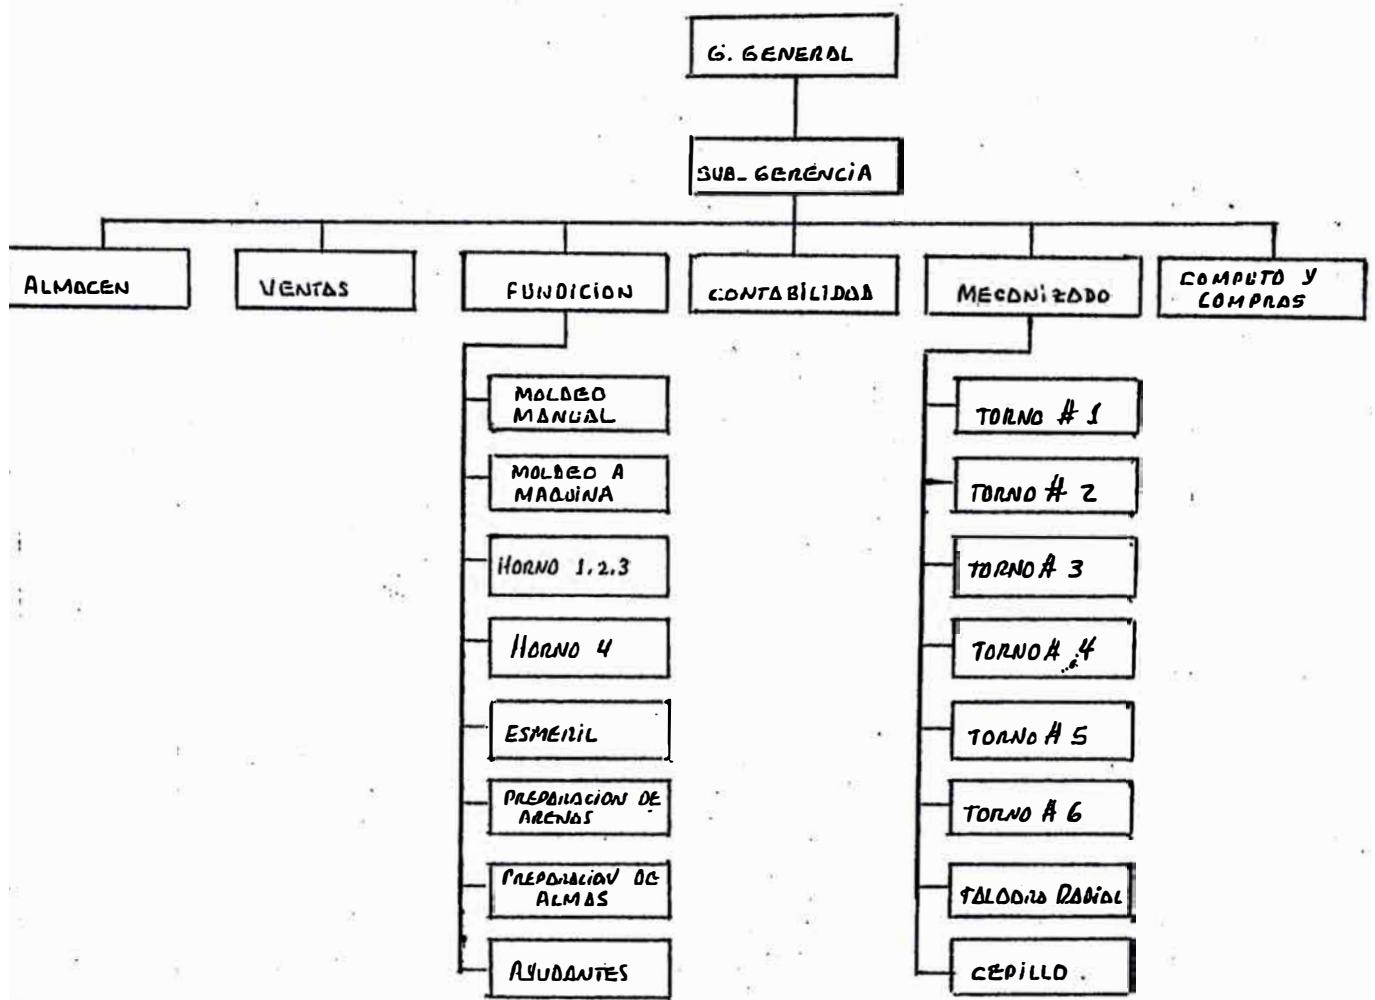 G. GENERAL
SUB-GERENCiA
ALMACEN
VENTAS
FUNDICION
CONTABILIDAD
MECANIZADO
COMPUTO Y
COMPRAS
MOLDEO
MANUAL
MOLDEO A
MAQUINA
HORNO 1.2.3
HORNO 4
ESMERiL
PREPARACION DE
ARENAS
PREPARACION DE
ALMAS
AYUDANTES
TORNO # 1
TORNO # 2
TORNO # 3
TORNO # 4
TORNO # 5
TORNO # 6
TALADRO RADiAL
CEPiLLO.